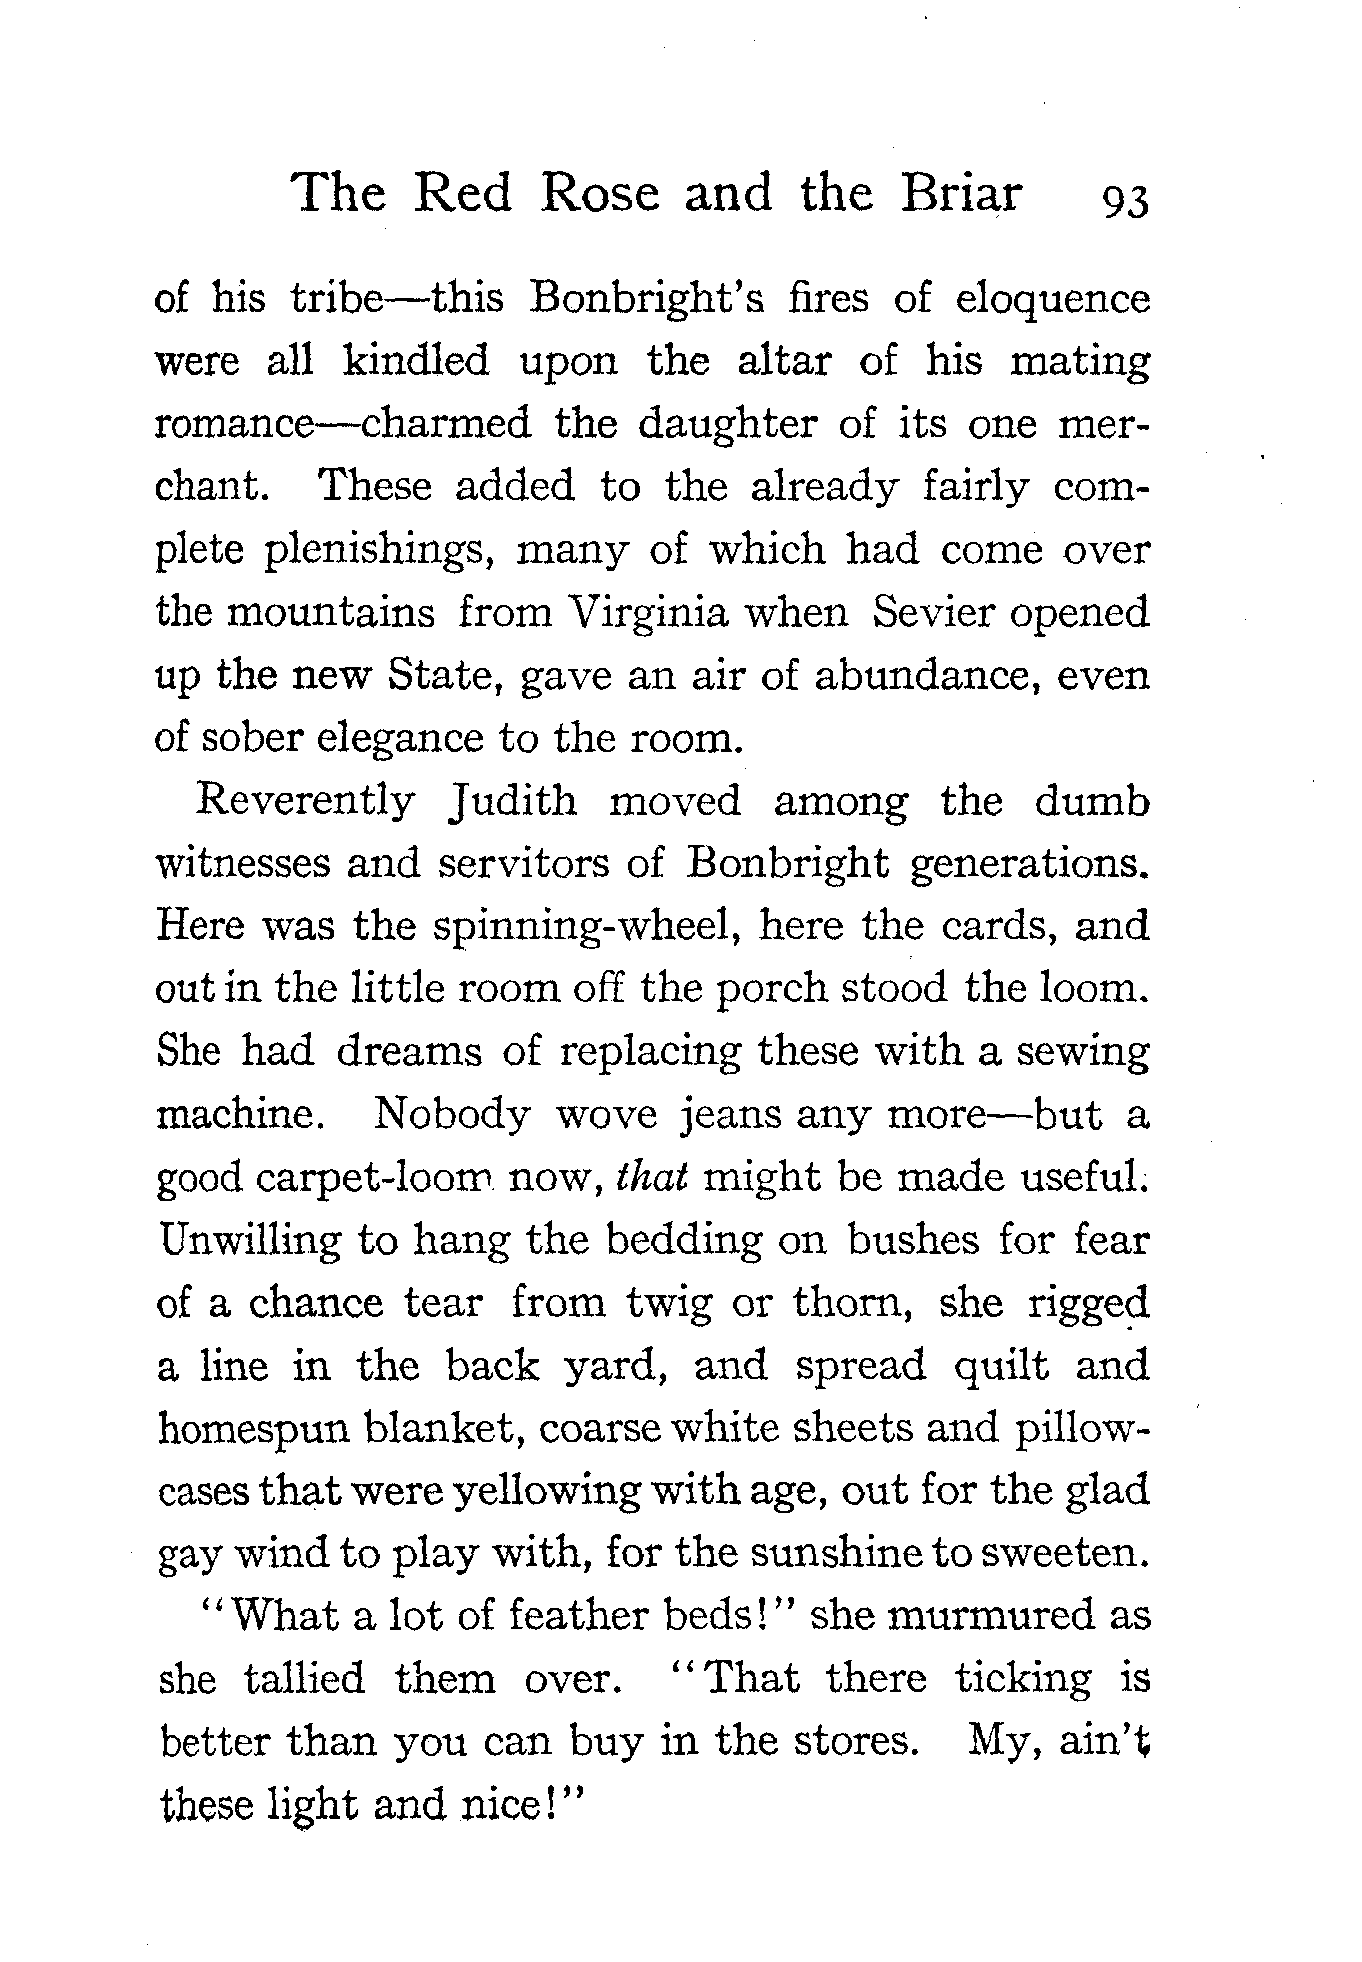 The Red Rose and the Briar 93
of his tribe—this Bonbright's fires of eloquence
were all kindled upon the altar of his mating
romance—charmed the daughter of its one mer-
chant. These added to the already fairly com-
plete plenishings, many of which had come over
the mountains from Virginia when Sevier opened
up the new State, gave an air of abundance, even
of sober elegance to the room.
Reverently Judith moved among the dumb
witnesses and servitors of Bonbright generations.
Here was the spinning-wheel, here the cards, and
out in the little room off the porch stood the loom.
She had dreams of replacing these with a sewing
machine. Nobody wove jeans any more—but a
good carpet-loom now, that might be made useful.
Unwilling to hang the bedding on bushes for fear
of a chance tear from twig or thorn, she rigged
a line in the back yard, and spread quilt and
homespun blanket, coarse white sheets and pillow-
cases that were yellowing with age, out for the glad
gay wind to play with, for the sunshine to sweeten.
"What a lot of feather beds!" she murmured as
she tallied them over. "That there ticking is
better than you can buy in the stores. My, ain't
these light and nice!"